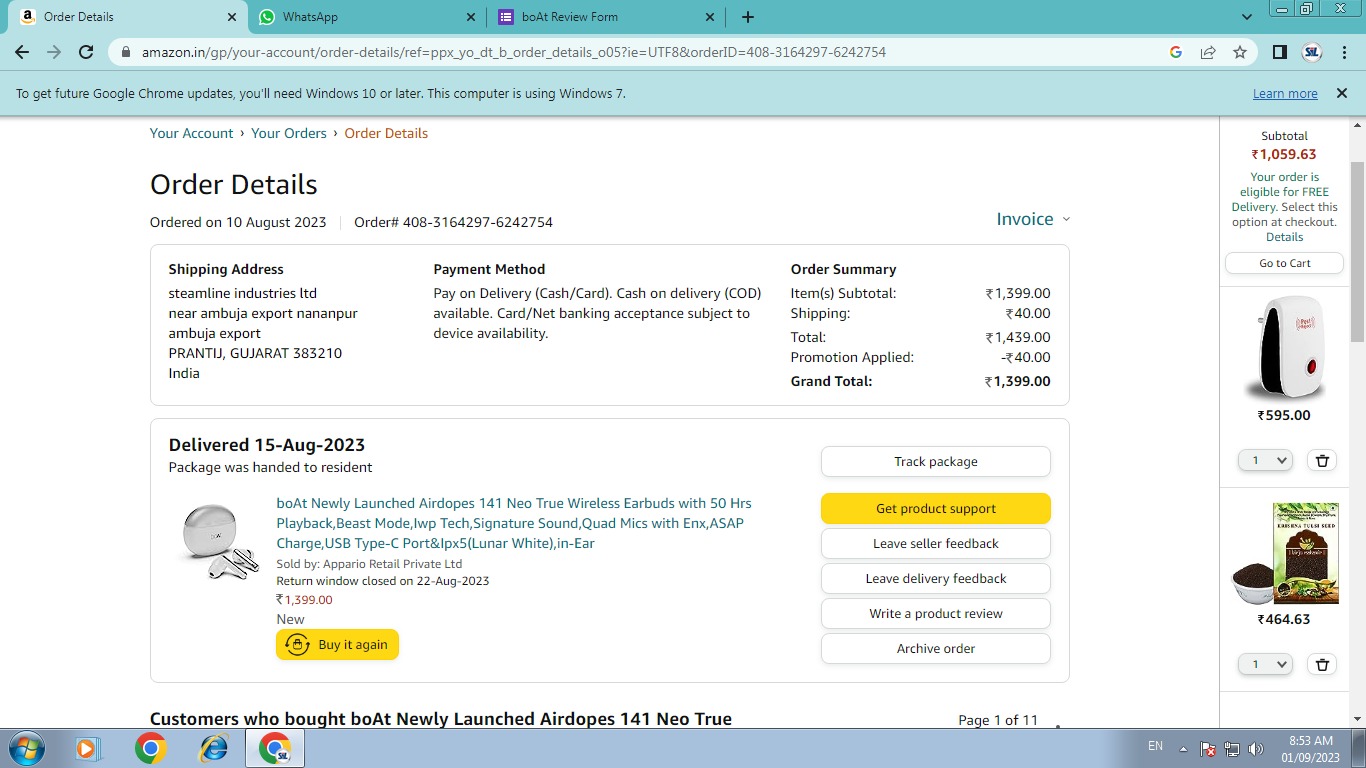 Order Details
WhatsApp
boAt Review Form
amazon.in/gp/your-account/order-details/ref=ppx_yo_dt_b_order_details_o05?ie=UTF8&orderID=408-3164297-6242754
To get future Google Chrome updates, you'll need Windows 10 or later. This computer is using Windows 7.
Learn more
Your Account › Your Orders › Order Details
Order Details
Ordered on 10 August 2023
Order# 408-3164297-6242754
Invoice
Shipping Address
steamline industries ltd
near ambuja export nananpur
ambuja export
PRANTIJ, GUJARAT 383210
India
Payment Method
Pay on Delivery (Cash/Card). Cash on delivery (COD)
available. Card/Net banking acceptance subject to
device availability.
Order Summary
Item(s) Subtotal: ₹1,399.00
Shipping: ₹40.00
Total: ₹1,439.00
Promotion Applied: -₹40.00
Grand Total: ₹1,399.00
Delivered 15-Aug-2023
Package was handed to resident
boAt Newly Launched Airdopes 141 Neo True Wireless Earbuds with 50 Hrs
Playback,Beast Mode,Iwp Tech,Signature Sound,Quad Mics with Enx,ASAP
Charge,USB Type-C Port&Ipx5(Lunar White),in-Ear
Sold by: Appario Retail Private Ltd
Return window closed on 22-Aug-2023
₹1,399.00
New
Buy it again
Track package
Get product support
Leave seller feedback
Leave delivery feedback
Write a product review
Archive order
Customers who bought boAt Newly Launched Airdopes 141 Neo True
Page 1 of 11
Subtotal
₹1,059.63
Your order is
eligible for FREE
Delivery. Select this
option at checkout.
Details
Go to Cart
₹595.00
1
KRISHNA TULSI SEED
₹464.63
1
EN
8:53 AM
01/09/2023